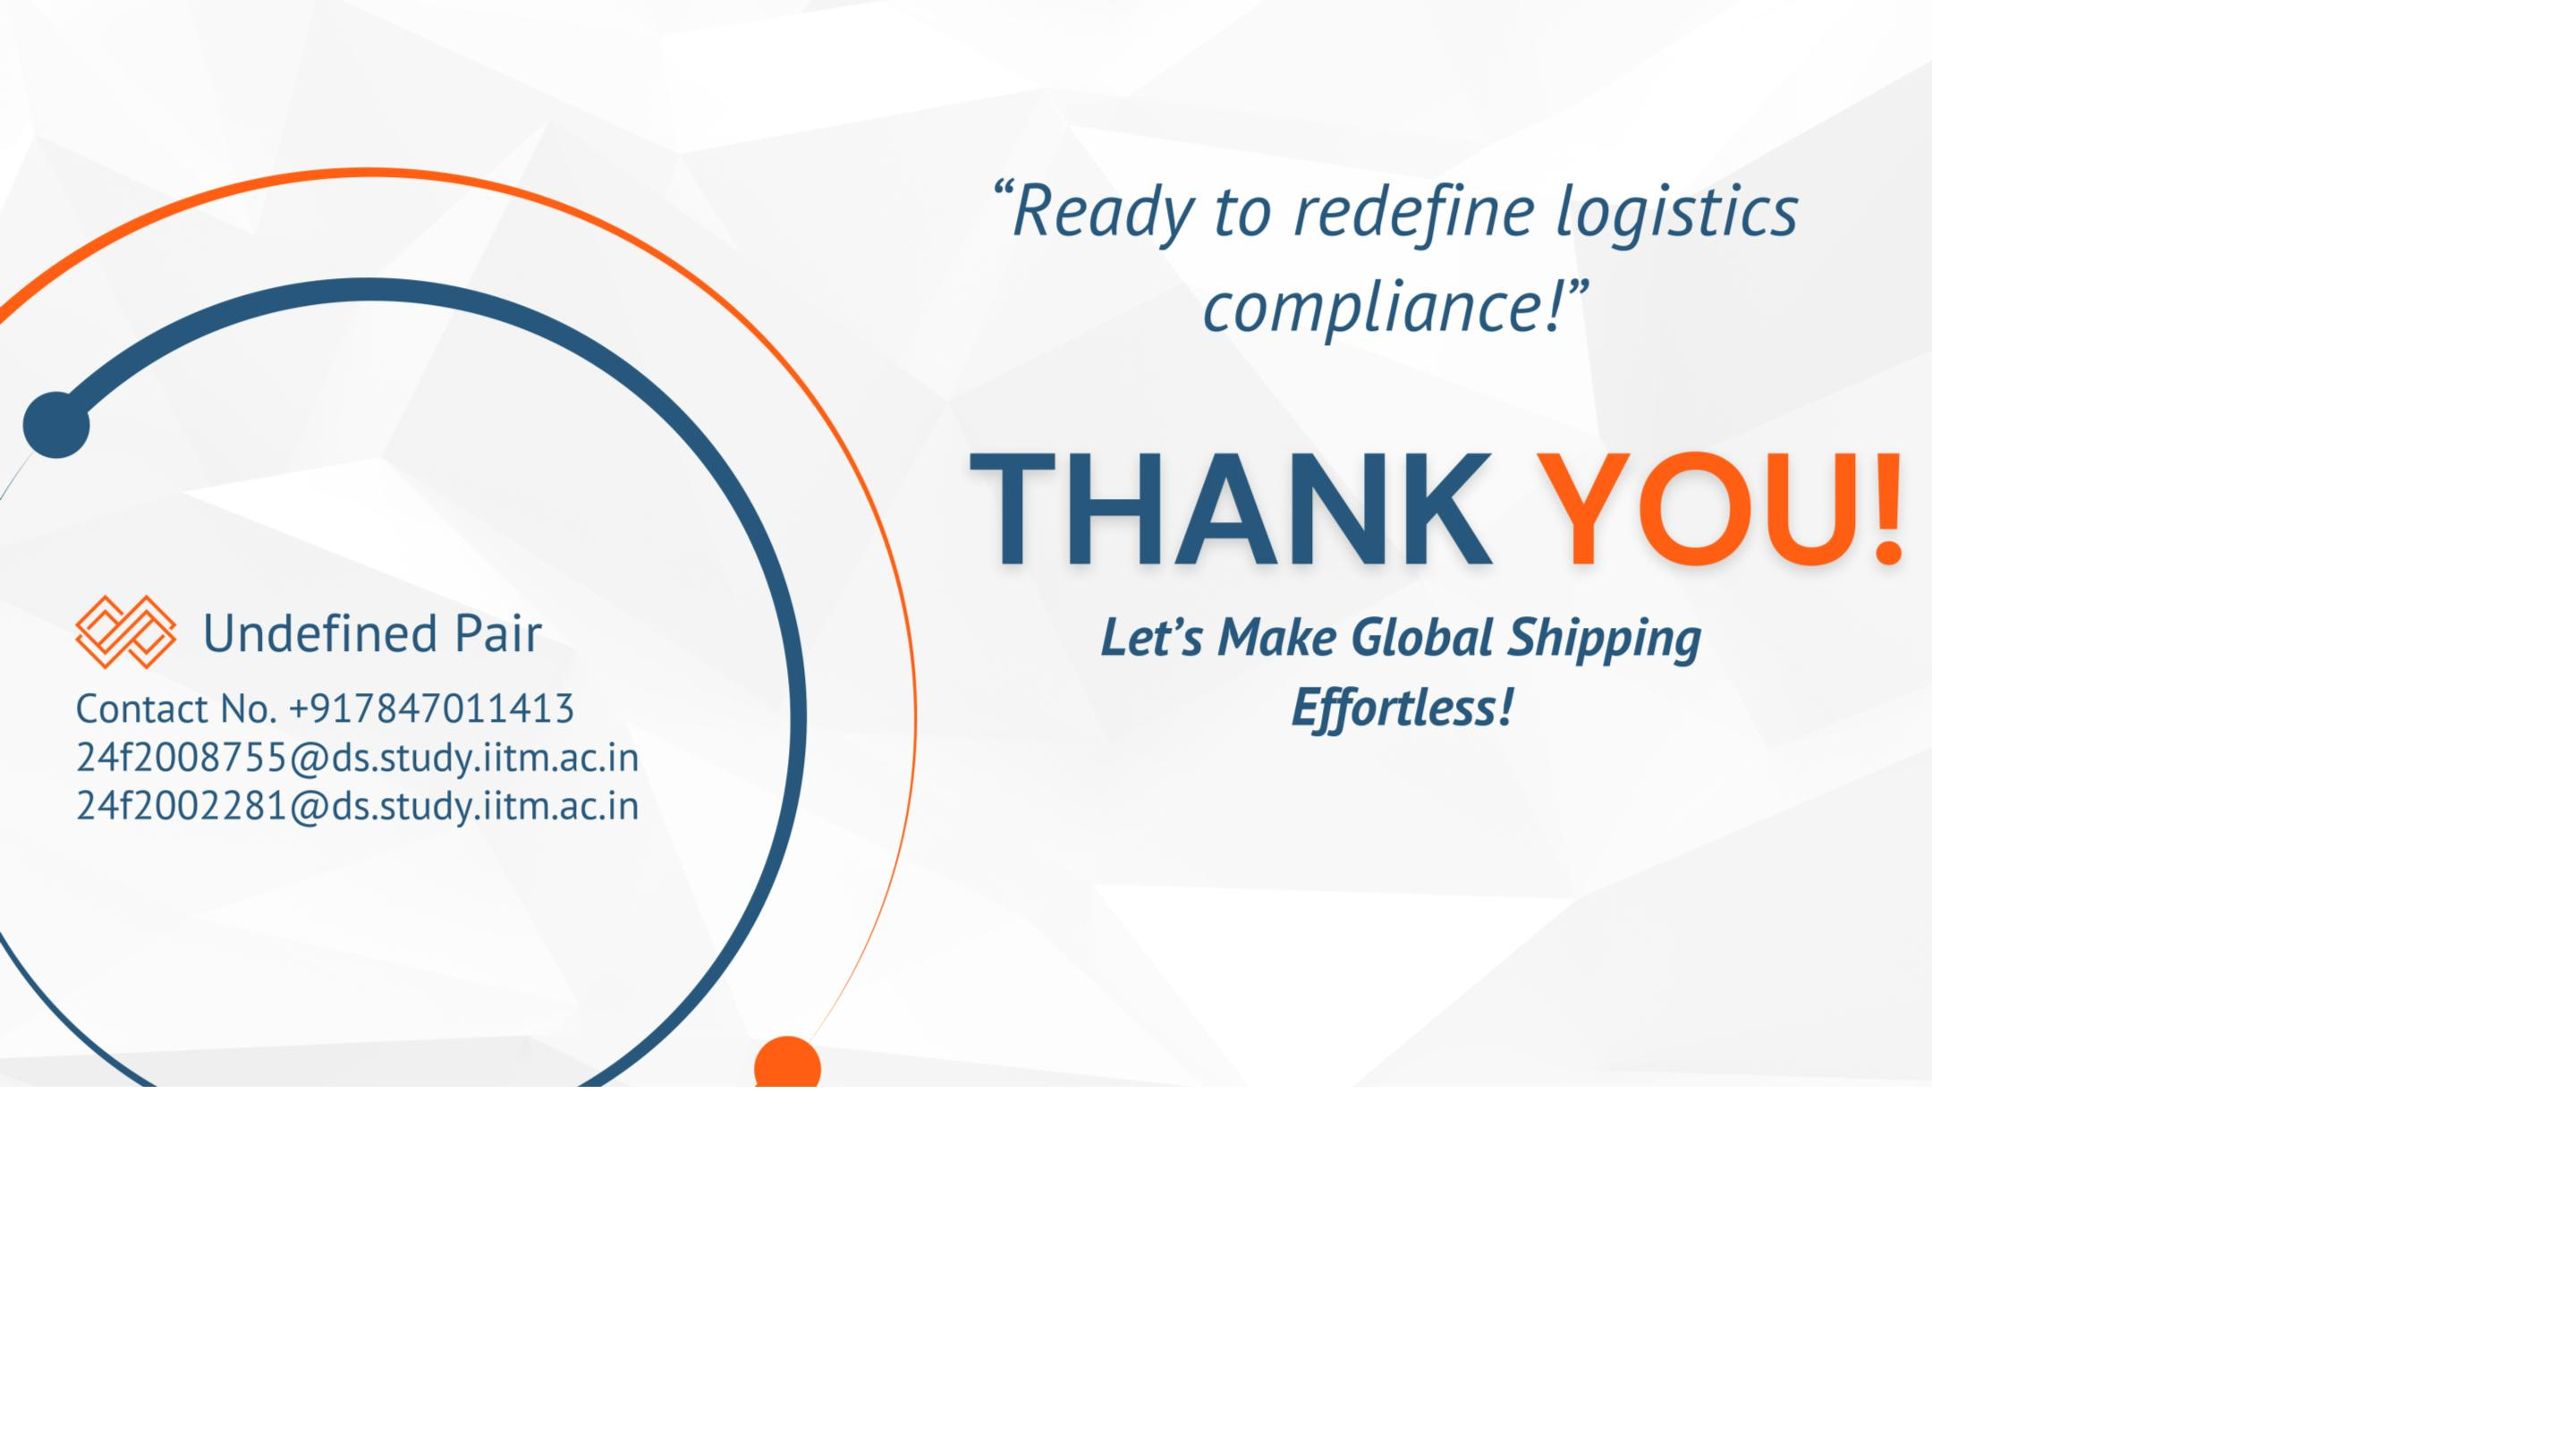 “Ready to redefine logistics
compliance!”
THANK YOU!
Let’s Make Global Shipping
Effortless!
Undefined Pair
Contact No. +917847011413
24f2008755@ds.study.iitm.ac.in
24f2002281@ds.study.iitm.ac.in